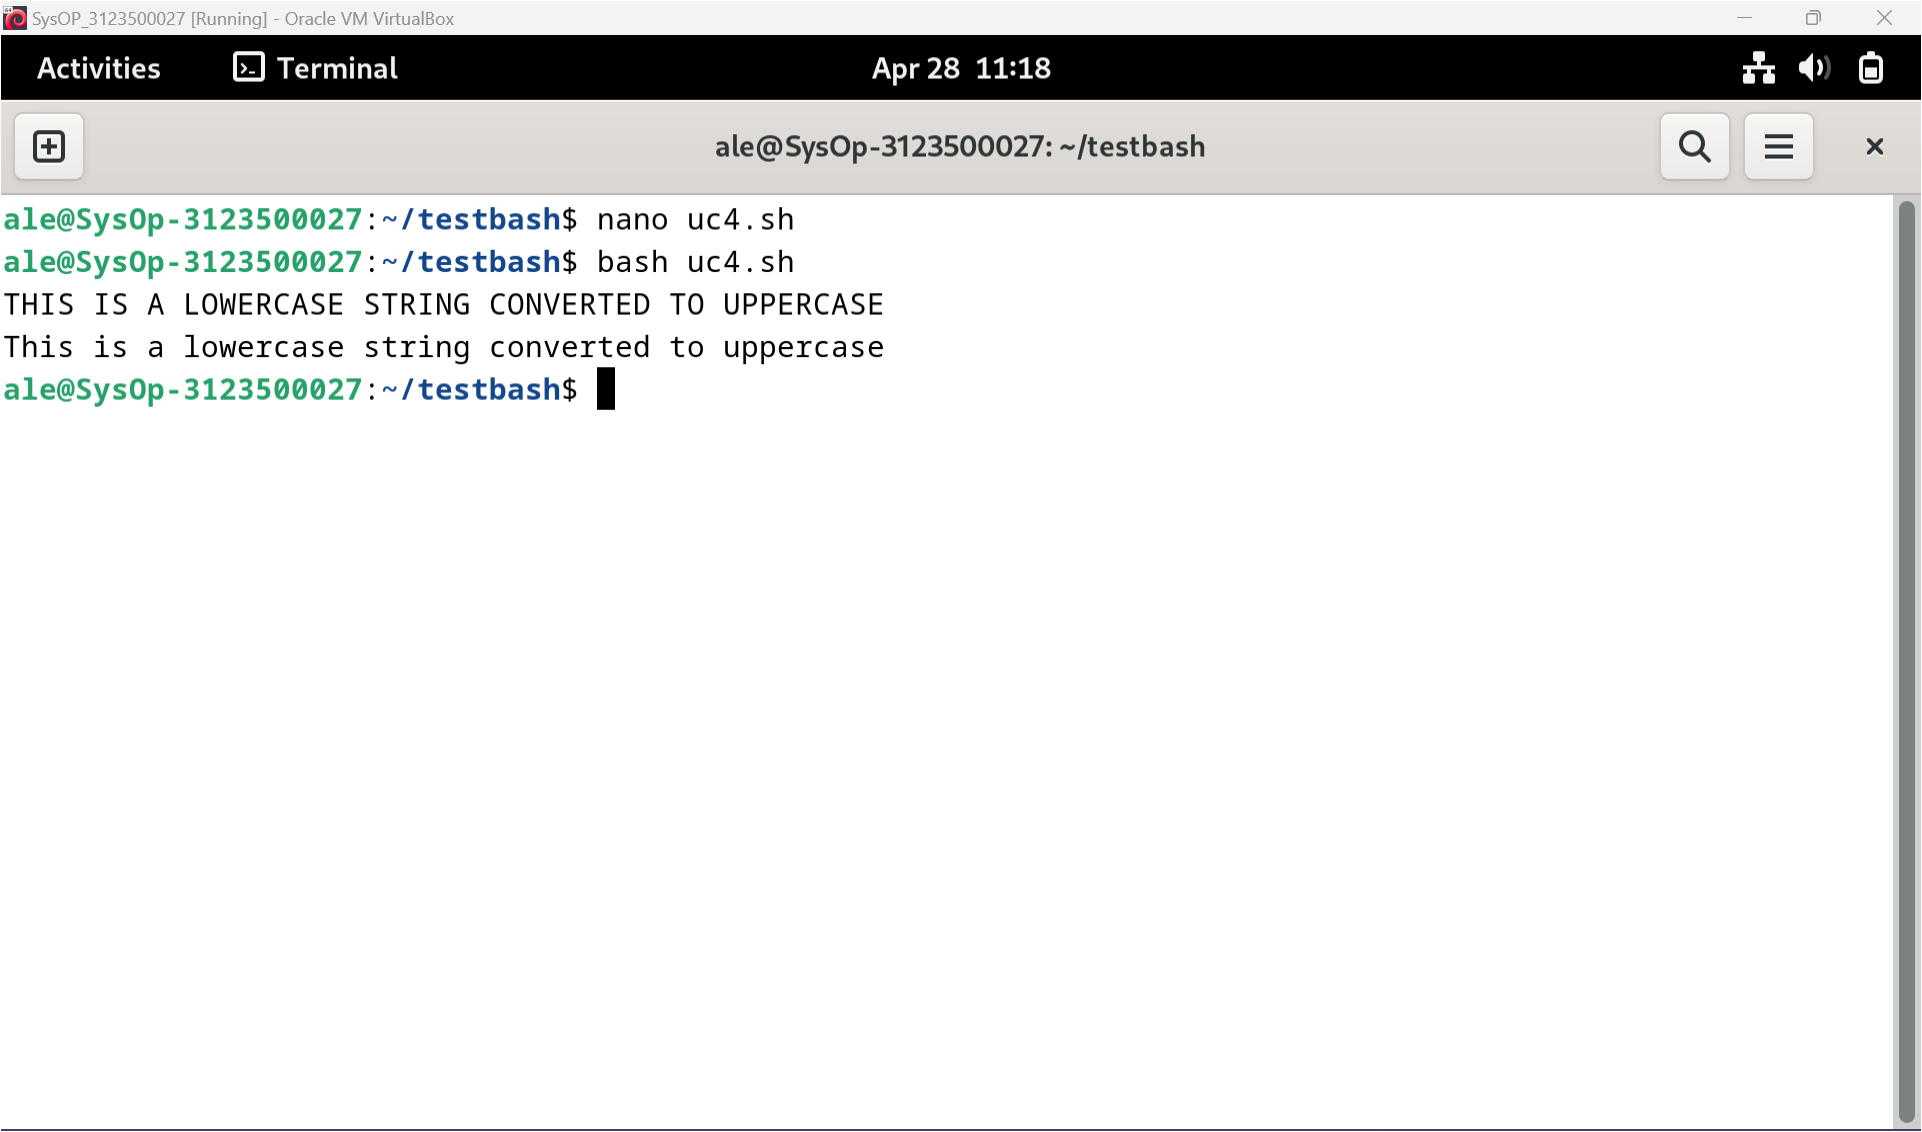 SysOP_3123500027 [Running] - Oracle VM VirtualBox
Activities Terminal Apr 28 11:18
ale@SysOp-3123500027: ~/testbash
ale@SysOp-3123500027:~/testbash$ nano uc4.sh
ale@SysOp-3123500027:~/testbash$ bash uc4.sh
THIS IS A LOWERCASE STRING CONVERTED TO UPPERCASE
This is a lowercase string converted to uppercase
ale@SysOp-3123500027:~/testbash$